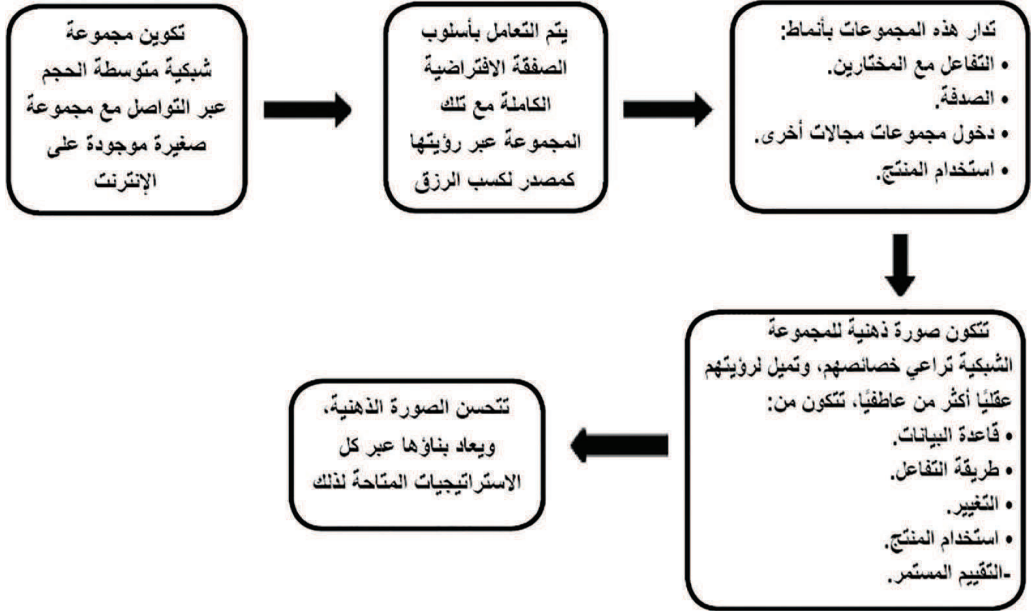 تكوين مجموعة
شبكية متوسطة الحجم
عبر التواصل مع مجموعة
صغيرة موجودة على
الإنترنت
يتم التعامل بأسلوب
الصفقة الافتراضية
الكاملة مع تلك
المجموعة عبر رؤيتها
كمصدر لكسب الرزق
تدار هذه المجموعات بأنماط:
• التفاعل مع المختارين.
• الصدفة.
• دخول مجموعات مجالات أخرى.
• استخدام المنتج.
تتكون صورة ذهنية للمجموعة
الشبكية تراعي خصائصهم، وتميل لرؤيتهم
عقليًا أكثر من عاطفيًا، تتكون من:
• قاعدة البيانات.
• طريقة التفاعل.
• التغيير.
• استخدام المنتج.
-التقييم المستمر.
تتحسن الصورة الذهنية،
ويعاد بناؤها عبر كل
الاستراتيجيات المتاحة لذلك